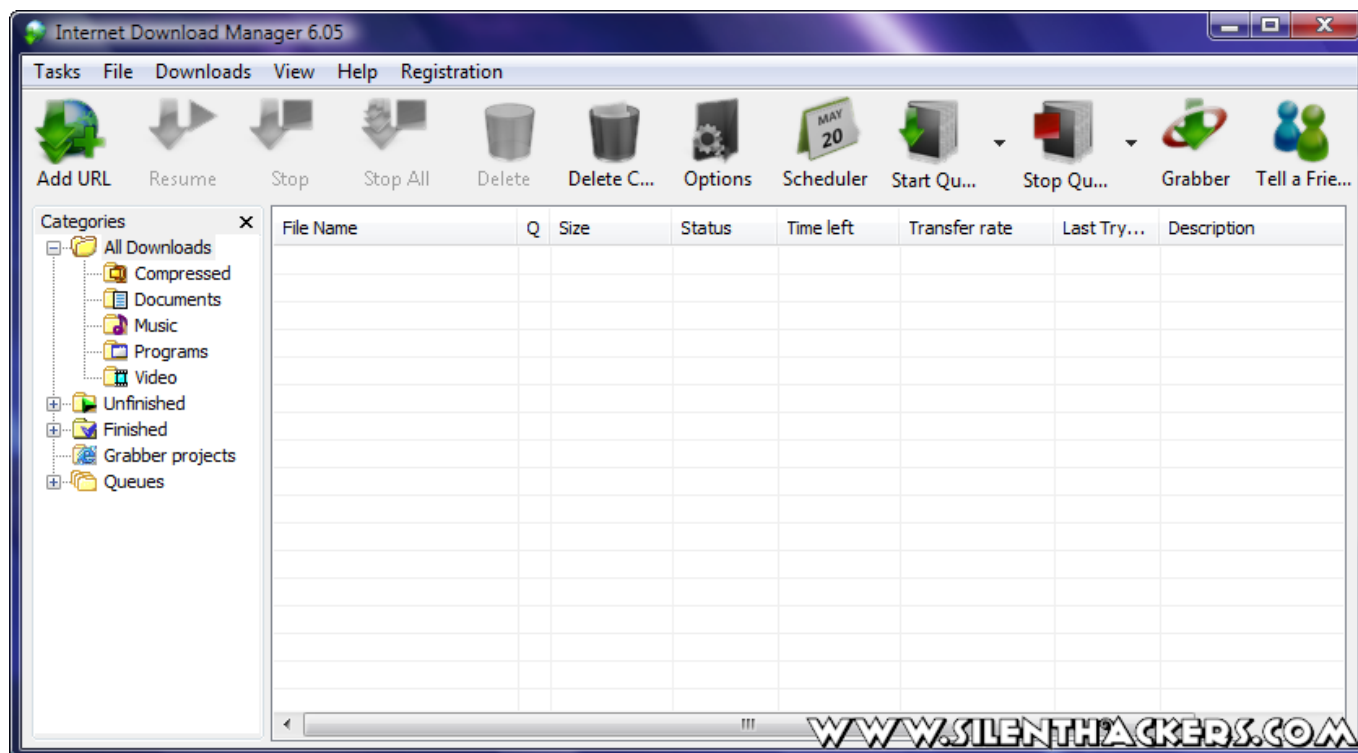 Internet Download Manager 6.05
Tasks File Downloads View Help Registration
MAY
20
Add URL Resume Stop Stop All Delete Delete C... Options Scheduler Start Qu... Stop Qu... Grabber Tell a Frie...
Categories
All Downloads
Compressed
Documents
Music
Programs
Video
Unfinished
Finished
Grabber projects
Queues
File Name Q Size Status Time left Transfer rate Last Try... Description
WWW.SILENTHACKERS.COM